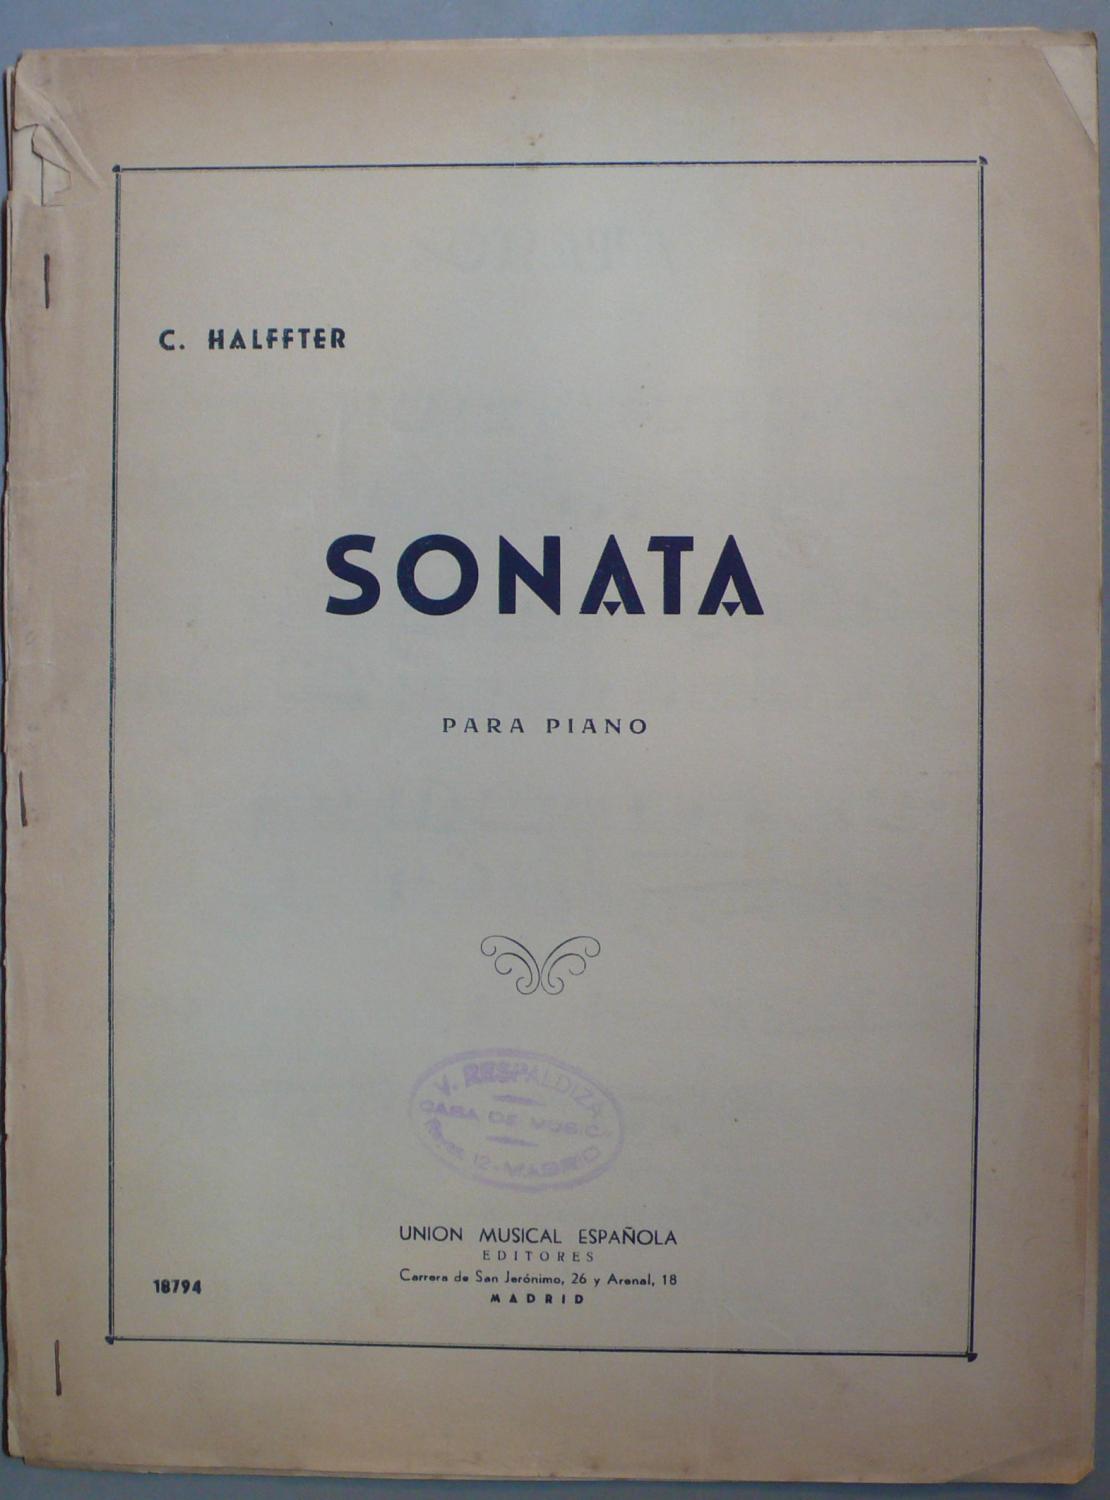 C. HALFFTER
SONATA
PARA PIANO
V. RESPALDIZA
CASA DE MUSICA
12-MADRID
UNION MUSICAL ESPAÑOLA
EDITORES
Carrera de San Jerónimo, 26 y Arenal, 18
MADRID
18794